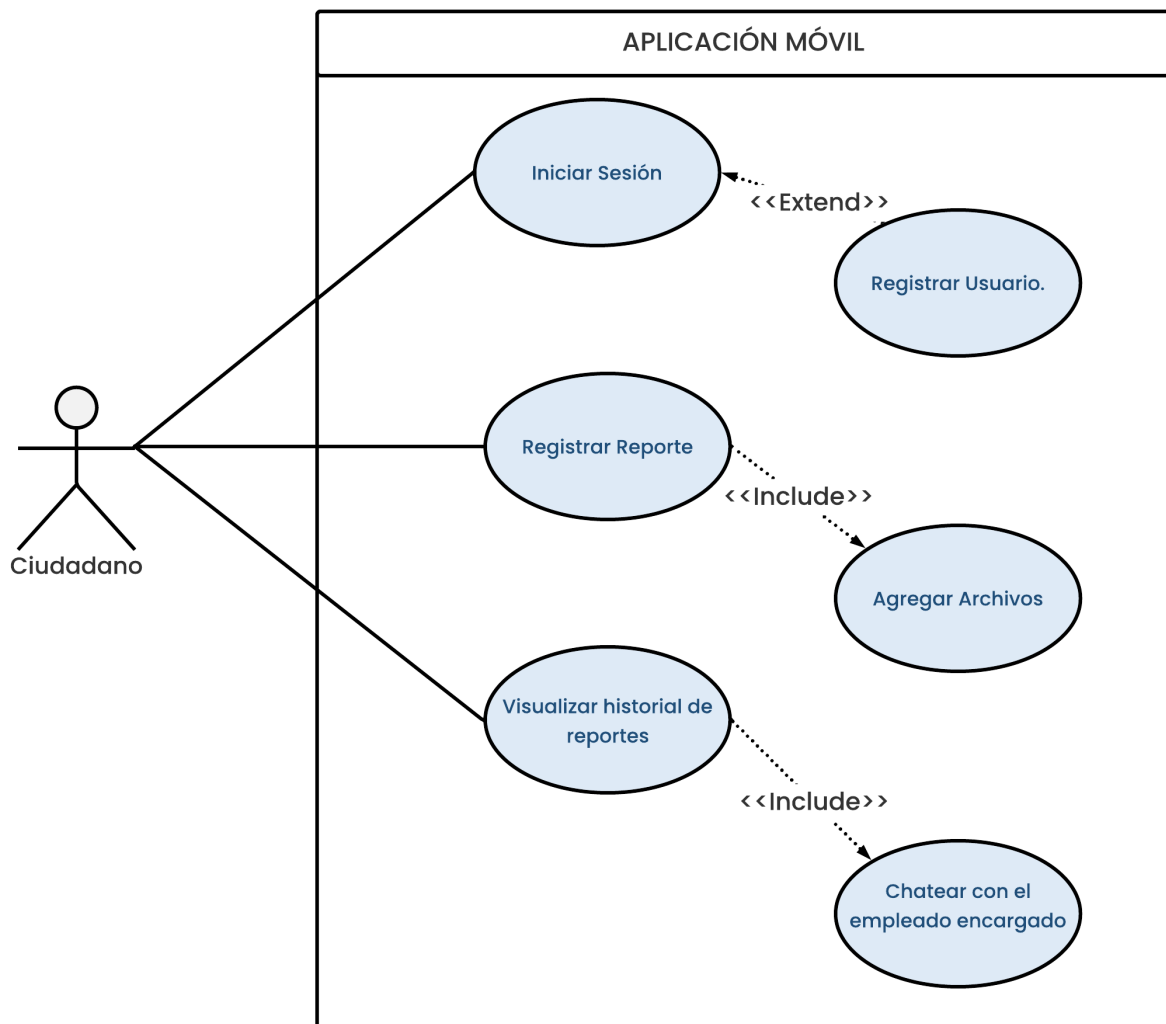 APLICACIÓN MÓVIL
Iniciar Sesión
<<Extend>>
Registrar Usuario.
Registrar Reporte
<<Include>>
Ciudadano
Agregar Archivos
Visualizar historial de
reportes
<<Include>>
Chatear con el
empleado encargado